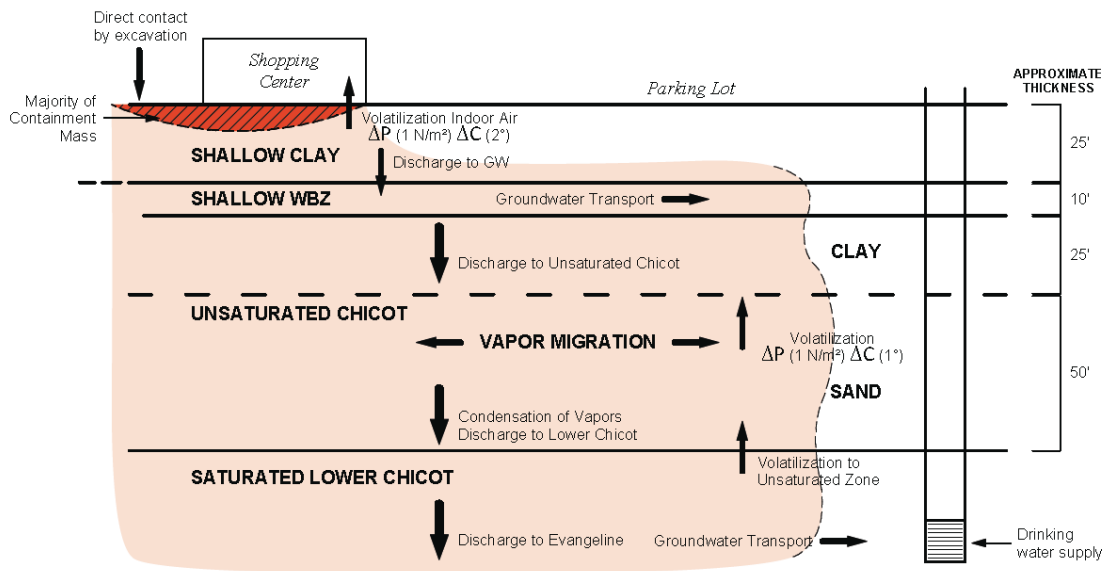 Direct contact
by excavation
Shopping
Center
Parking Lot
APPROXIMATE
THICKNESS
Majority of
Containment
Mass
Volatilization Indoor Air
ΔP (1 N/m²) ΔC (2°)
25'
SHALLOW CLAY
Discharge to GW
SHALLOW WBZ
Groundwater Transport
10'
CLAY
25'
Discharge to Unsaturated Chicot
UNSATURATED CHICOT
VAPOR MIGRATION
Volatilization
ΔP (1 N/m²) ΔC (1°)
50'
SAND
Condensation of Vapors
Discharge to Lower Chicot
SATURATED LOWER CHICOT
Volatilization to
Unsaturated Zone
Discharge to Evangeline
Groundwater Transport
Drinking
water supply